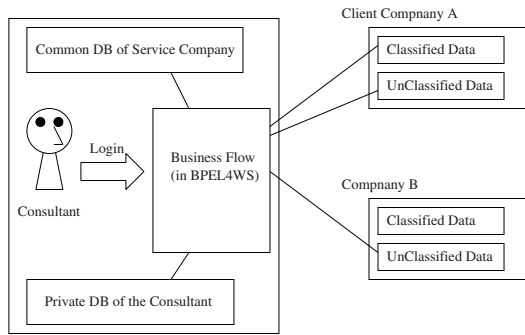 Common DB of Service Company
Consultant
Login
Business Flow
(in BPEL4WS)
Private DB of the Consultant
Client Compnany A
Classified Data
UnClassified Data
Compnany B
Classified Data
UnClassified Data